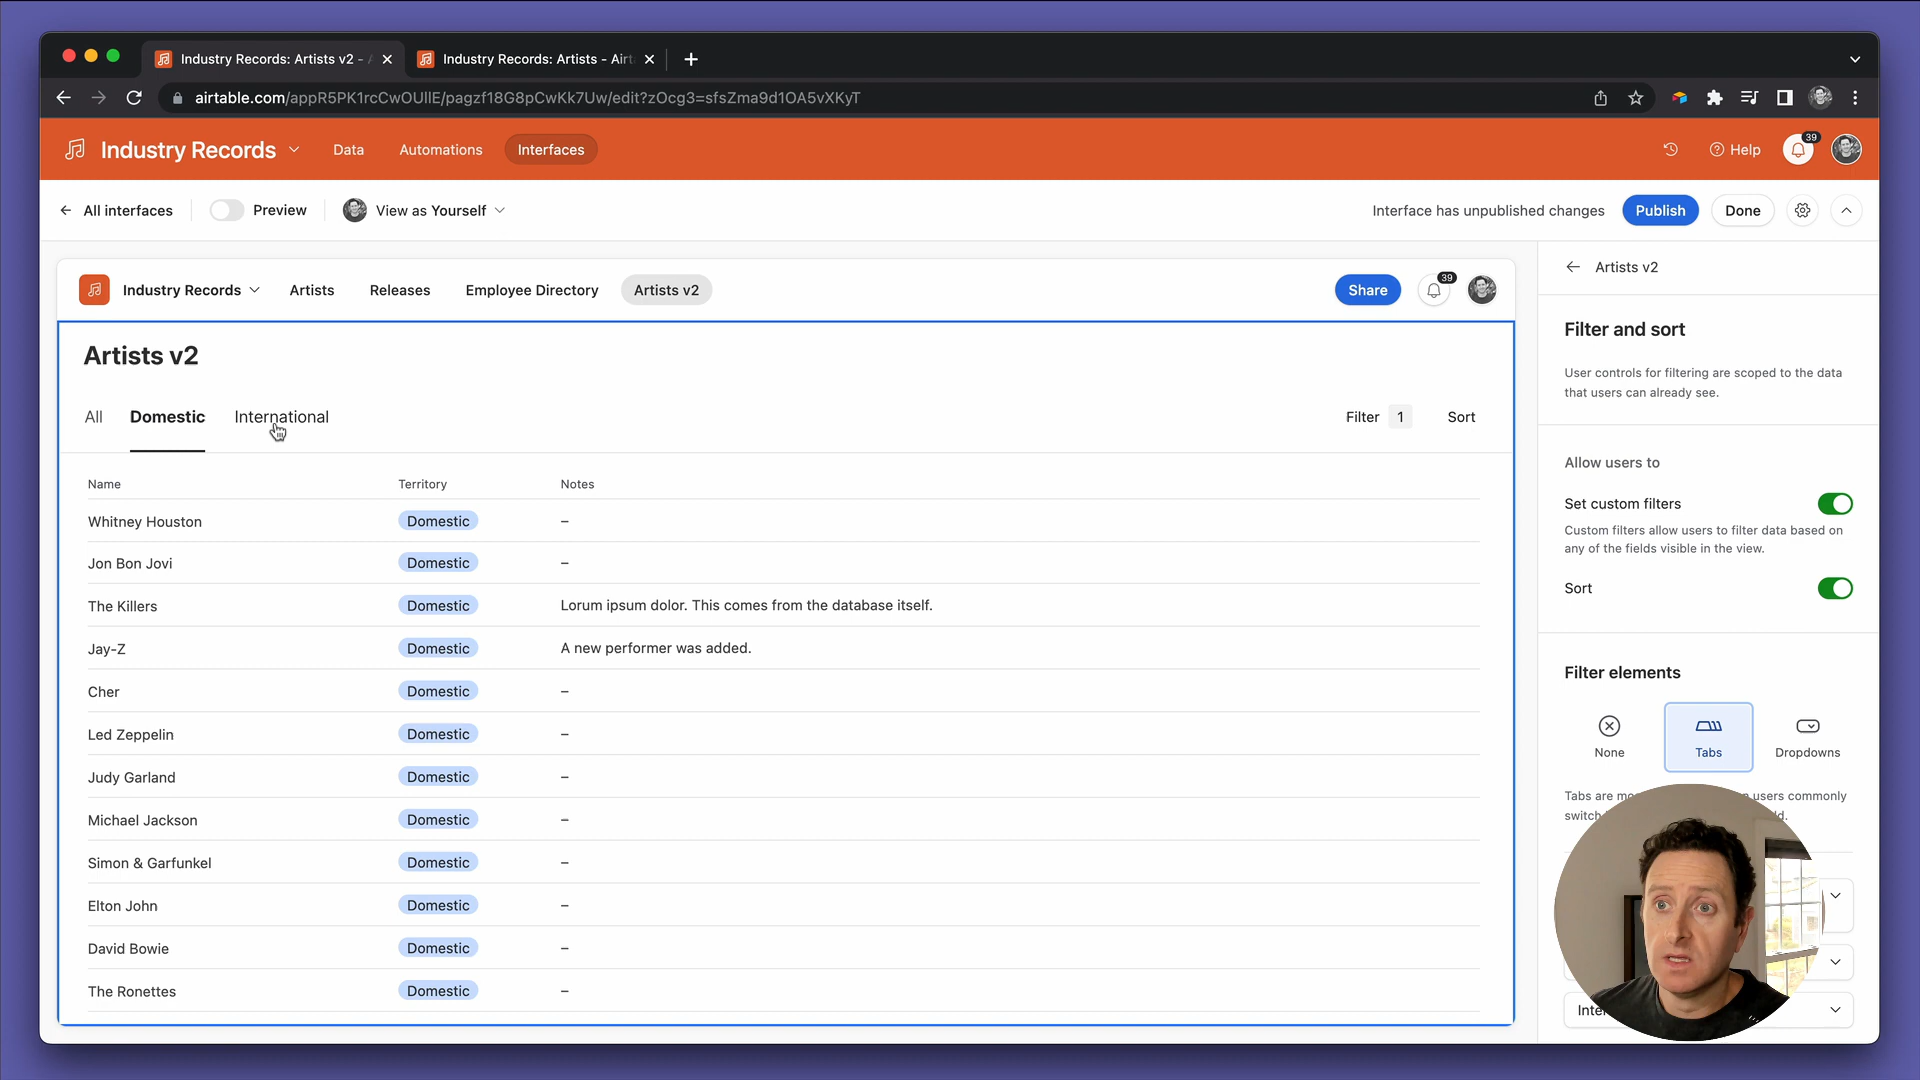 Industry Records: Artists v2 - A
Industry Records: Artists - Airt
airtable.com/appR5PK1rcCwOUllE/pagzf18G8pCwKk7Uw/edit?zOcg3=sfsZma9d1OA5vXKyT
Industry Records
Data
Automations
Interfaces
Help
39
All interfaces
Preview
View as Yourself
Interface has unpublished changes
Publish
Done
Industry Records
Artists
Releases
Employee Directory
Artists v2
Share
39
Artists v2
All
Domestic
International
Filter 1
Sort
Name Territory Notes
Whitney Houston Domestic –
Jon Bon Jovi Domestic –
The Killers Domestic Lorum ipsum dolor. This comes from the database itself.
Jay-Z Domestic A new performer was added.
Cher Domestic –
Led Zeppelin Domestic –
Judy Garland Domestic –
Michael Jackson Domestic –
Simon & Garfunkel Domestic –
Elton John Domestic –
David Bowie Domestic –
The Ronettes Domestic –
Artists v2
Filter and sort
User controls for filtering are scoped to the data
that users can already see.
Allow users to
Set custom filters
Custom filters allow users to filter data based on
any of the fields visible in the view.
Sort
Filter elements
None
Tabs
Dropdowns
Tabs are users commonly